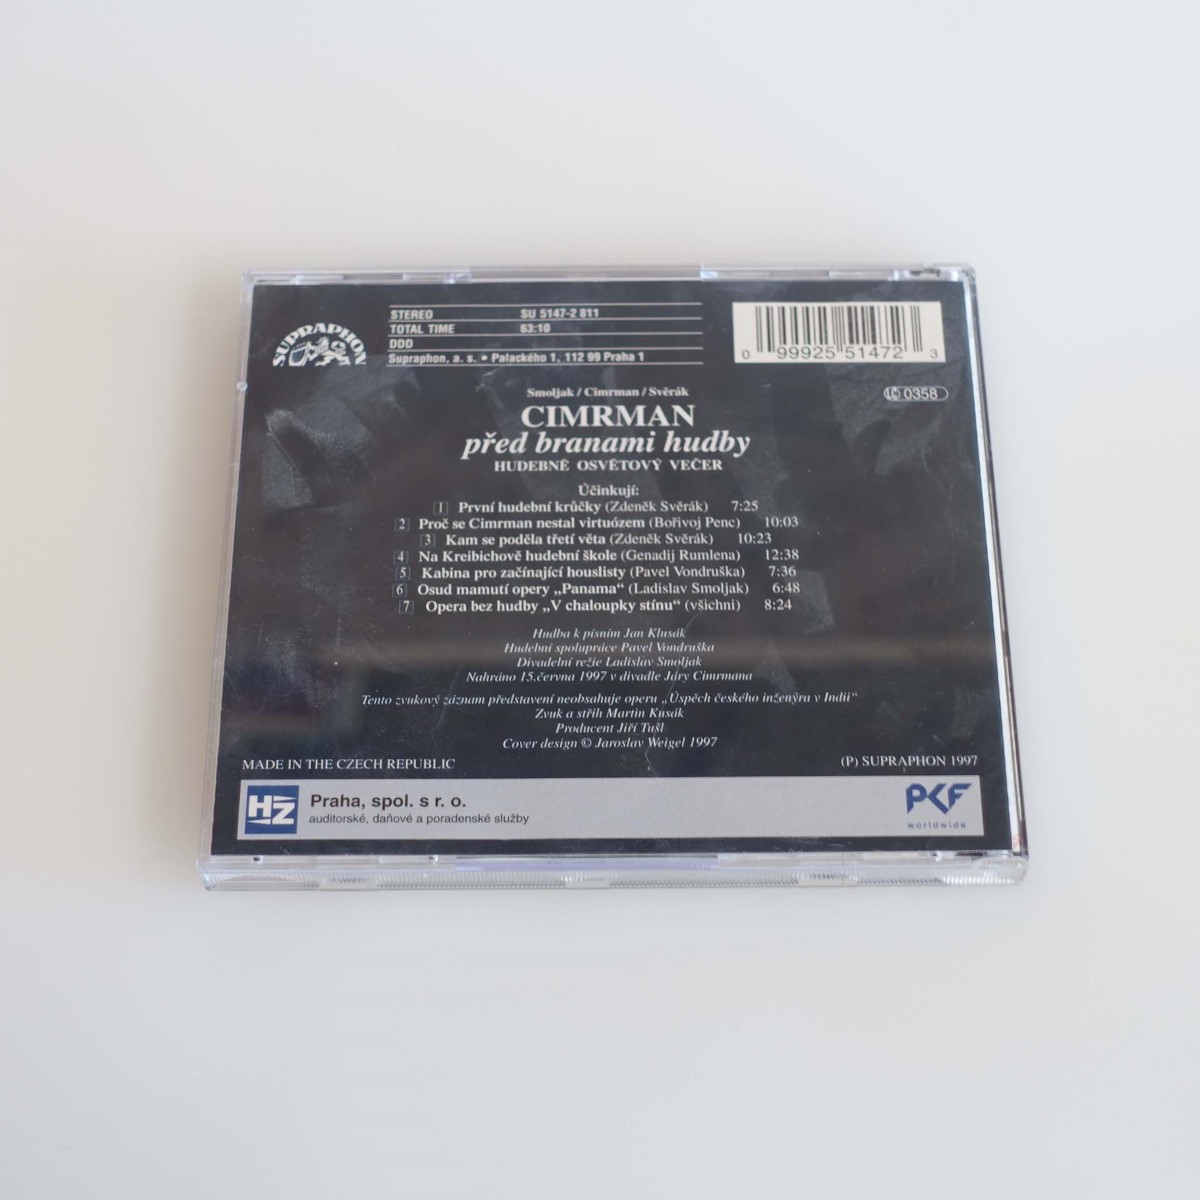 SUPRAPHON
STEREO SU 5147-2 811
TOTAL TIME 63:10
DDD
Supraphon, a. s. • Palackého 1, 112 99 Praha 1
0 99925 51472 3
LC 0358
Smoljak / Cimrman / Svěrák
CIMRMAN
před branami hudby
HUDEBNĚ OSVĚTOVÝ VEČER
Účinkují:
1 První hudební krůčky (Zdeněk Svěrák) 7:25
2 Proč se Cimrman nestal virtuózem (Bořivoj Penc) 10:03
3 Kam se poděla třetí věta (Zdeněk Svěrák) 10:23
4 Na Kreibichově hudební škole (Genadij Rumlena) 12:38
5 Kabina pro začínající houslisty (Pavel Vondruška) 7:36
6 Osud mamutí opery „Panama“ (Ladislav Smoljak) 6:48
7 Opera bez hudby „V chaloupky stínu“ (všichni) 8:24
Hudba k písním Jan Klusák
Hudební spolupráce Pavel Vondruška
Divadelní režie Ladislav Smoljak
Nahráno 15.června 1997 v divadle Járy Cimrmana
Tento zvukový záznam představení neobsahuje operu „Úspěch českého inženýra v Indii“
Zvuk a střih Martin Kusák
Producent Jiří Tušl
Cover design © Jaroslav Weigel 1997
MADE IN THE CZECH REPUBLIC
(P) SUPRAPHON 1997
HZ Praha, spol. s r. o.
auditorské, daňové a poradenské služby
PKF
worldwide